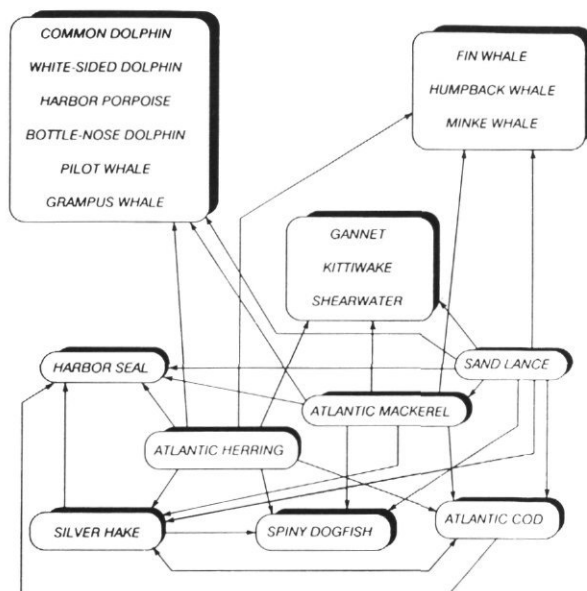 COMMON DOLPHIN
WHITE-SIDED DOLPHIN
HARBOR PORPOISE
BOTTLE-NOSE DOLPHIN
PILOT WHALE
GRAMPUS WHALE
FIN WHALE
HUMPBACK WHALE
MINKE WHALE
GANNET
KITTIWAKE
SHEARWATER
HARBOR SEAL
SAND LANCE
ATLANTIC MACKEREL
ATLANTIC HERRING
SILVER HAKE
SPINY DOGFISH
ATLANTIC COD